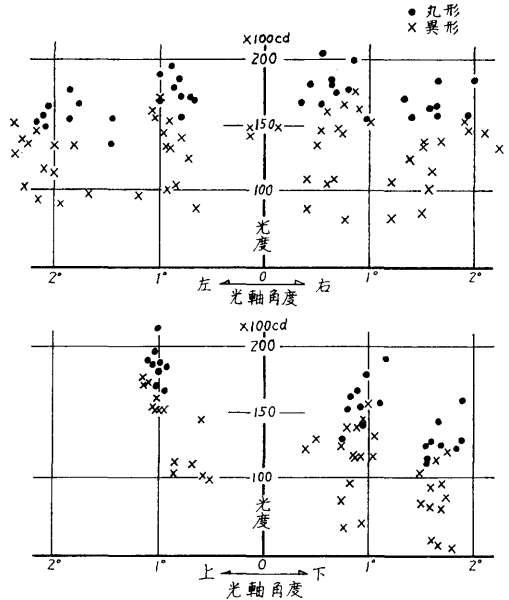 ● 丸形
× 異形
×100cd
200
150
100
光度
2° 1° 0 1° 2°
左 ←→ 右
光軸角度
×100cd
200
150
100
光度
2° 1° 0 1° 2°
上 ←→ 下
光軸角度